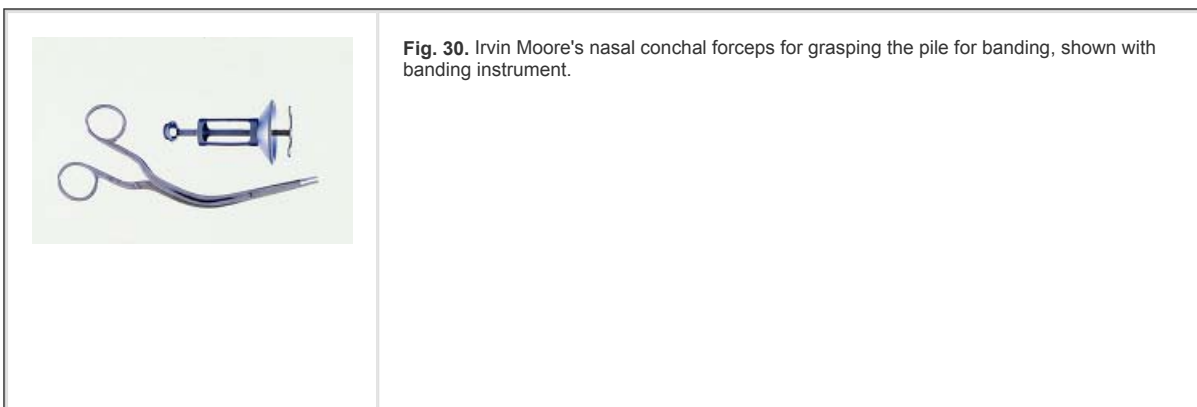 Fig. 30. Irvin Moore's nasal conchal forceps for grasping the pile for banding, shown with
banding instrument.